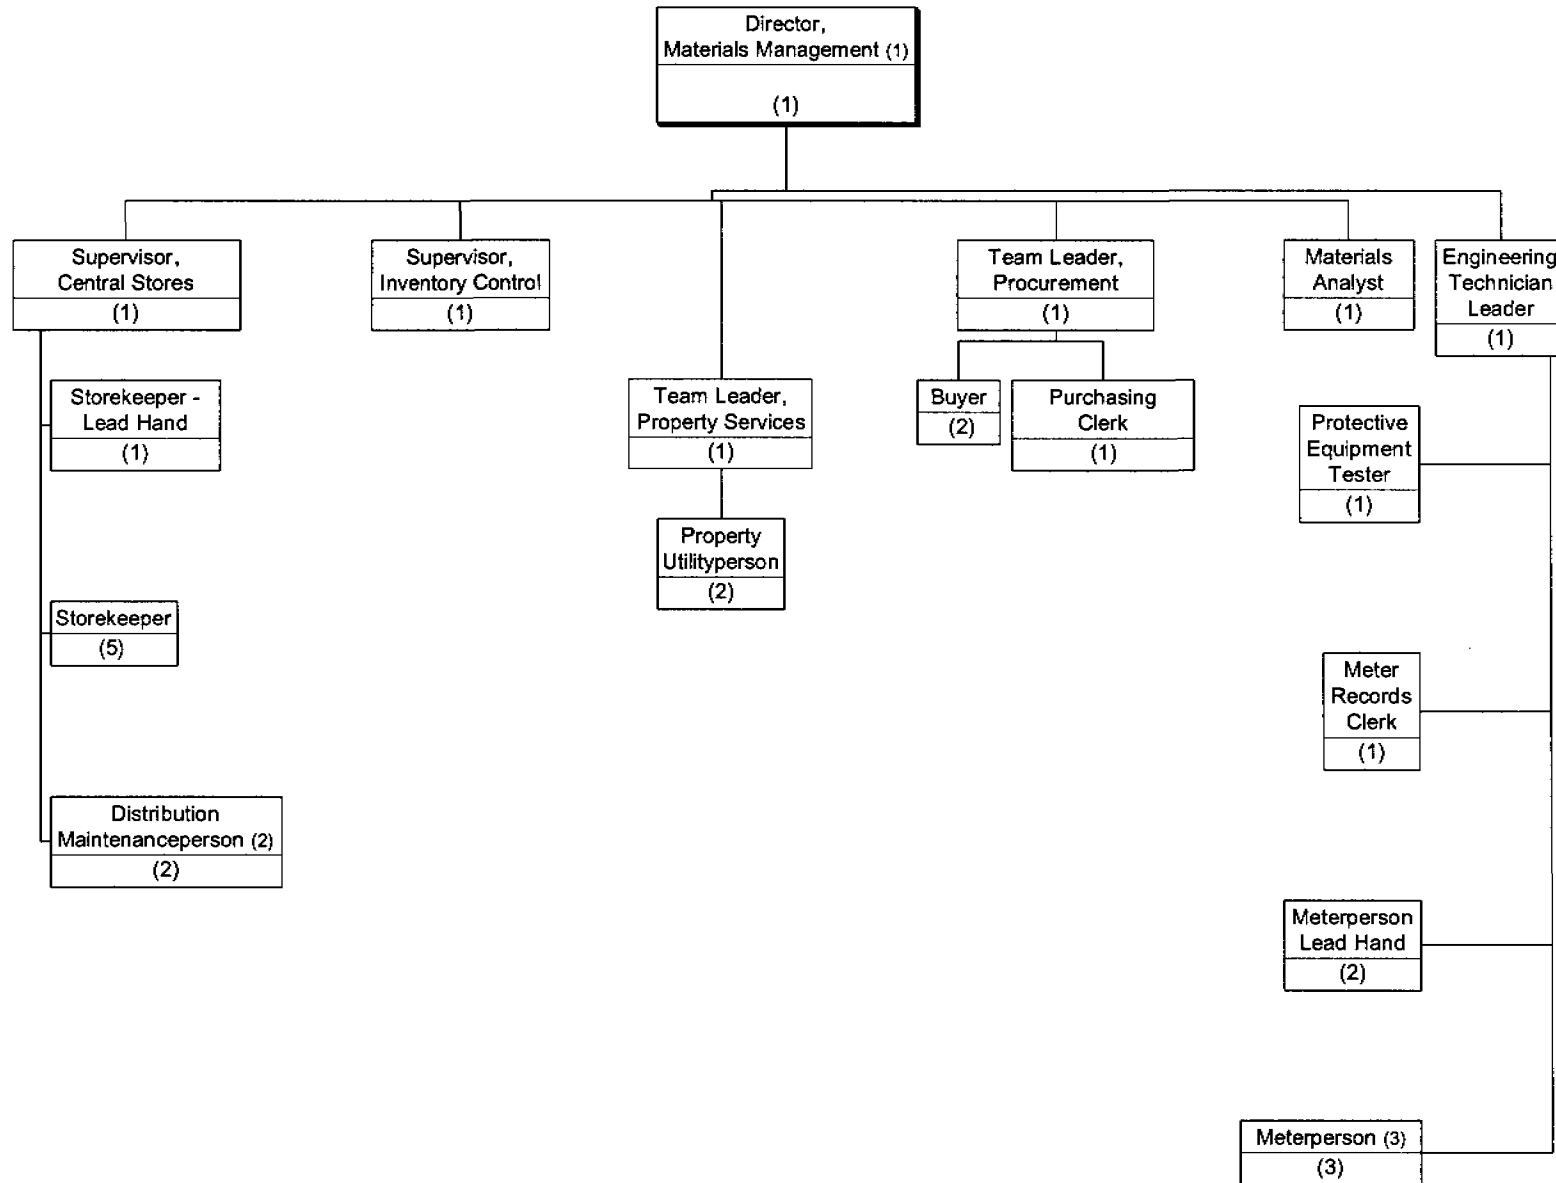 Director,
Materials Management (1)
(1)
Supervisor,
Central Stores
(1)
Supervisor,
Inventory Control
(1)
Team Leader,
Procurement
(1)
Materials
Analyst
(1)
Engineering
Technician
Leader
(1)
Storekeeper -
Lead Hand
(1)
Team Leader,
Property Services
(1)
Buyer
(2)
Purchasing
Clerk
(1)
Protective
Equipment
Tester
(1)
Property
Utilityperson
(2)
Storekeeper
(5)
Meter
Records
Clerk
(1)
Distribution
Maintenanceperson (2)
(2)
Meterperson
Lead Hand
(2)
Meterperson (3)
(3)